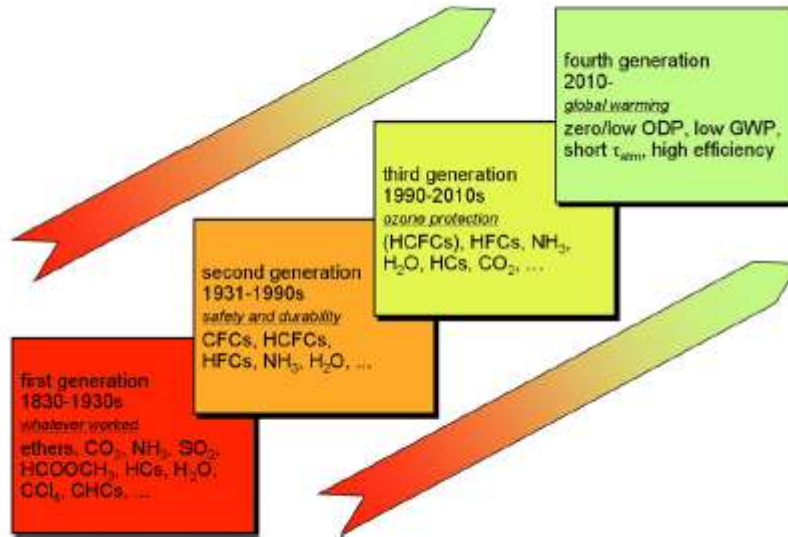 fourth generation
2010-
global warming
zero/low ODP, low GWP,
short τatm, high efficiency
third generation
1990-2010s
ozone protection
(HCFCs), HFCs, NH3,
H2O, HCs, CO2, ...
second generation
1931-1990s
safety and durability
CFCs, HCFCs,
HFCs, NH3, H2O, ...
first generation
1830-1930s
whatever worked
ethers, CO2, NH3, SO2,
HCOOCH3, HCs, H2O,
CCl4, CHCs, ...